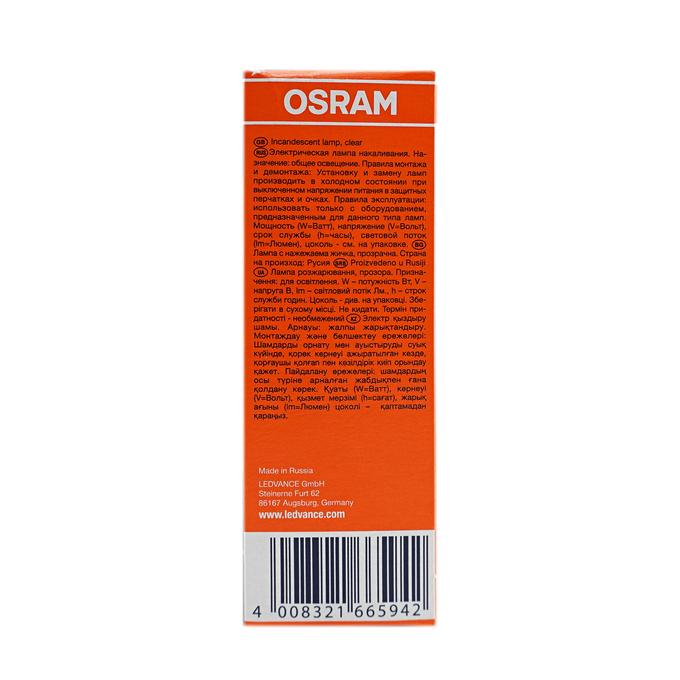 OSRAM
GB Incandescent lamp, clear
RUS Электрическая лампа накаливания. На-
значение: общее освещение. Правила монтажа
и демонтажа: Установку и замену ламп
производить в холодном состоянии при
выключенном напряжении питания в защитных
перчатках и очках. Правила эксплуатации:
использовать только с оборудованием,
предназначенным для данного типа ламп.
Мощность (W=Ватт), напряжение (V=Вольт),
срок службы (h=часы), световой поток
(lm=Люмен), цоколь - см. на упаковке. BG
Лампа с нажежаема жичка, прозрачна. Страна
на произход: Русия SRB Proizvedeno u Rusiji
UA Лампа розжарювання, прозора. Призна-
чення: для освітлення. W – потужність Вт, V –
напруга В, lm – світловий потік Лм., h – строк
служби годин. Цоколь - див. на упаковці. Збе-
рігати в сухому місці. Не кидати. Термін при-
датності - необмежений KZ Электр қыздыру
шамы. Арнауы: жалпы жарықтандыру.
Монтаждау және бөлшектеу ережелері:
Шамдарды орнату мен ауыстыруды суық
күйінде, қорек кернеуі ажыратылған кезде,
қорғаушы қолғап пен көзілдірік киіп орындау
қажет. Пайдалану ережелері: шамдардың
осы түріне арналған жабдықпен ғана
қолдану керек. Қуаты (W=Ватт), кернеуі
(V=Вольт), қызмет мерзімі (h=сағат), жарық
ағыны (lm=Люмен) цоколі – қаптамадан
қараңыз.
Made in Russia
LEDVANCE GmbH
Steinerne Furt 62
86167 Augsburg, Germany
www.ledvance.com
4 008321 665942